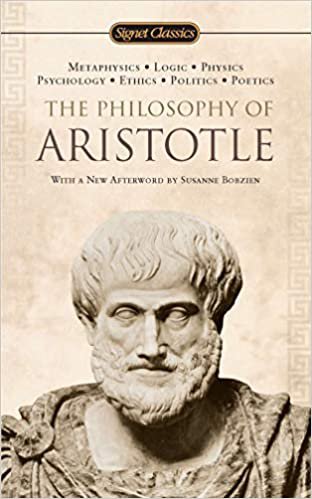 Signet Classics
METAPHYSICS • LOGIC • PHYSICS
PSYCHOLOGY • ETHICS • POLITICS • POETICS
THE PHILOSOPHY OF
ARISTOTLE
WITH A NEW AFTERWORD BY SUSANNE BOBZIEN